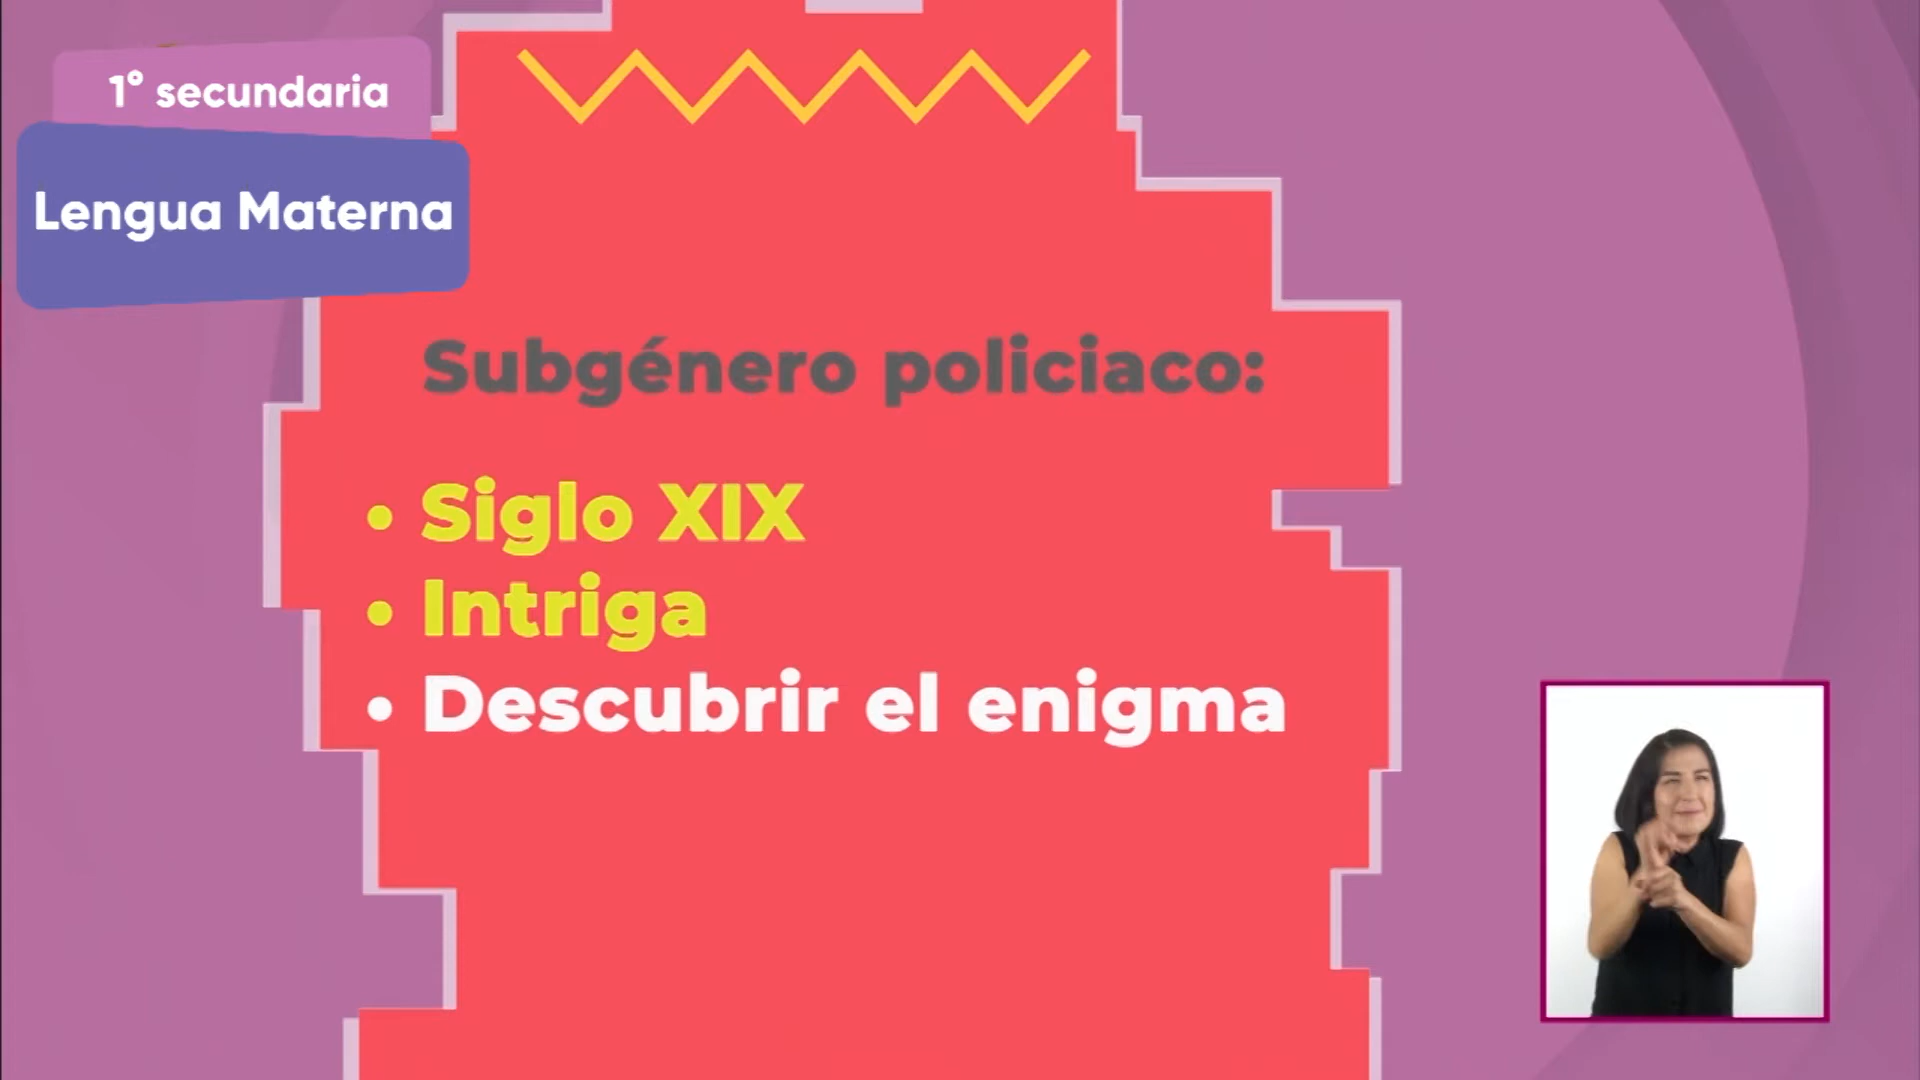 1° secundaria
Lengua Materna
Subgénero policiaco:
• Siglo XIX
• Intriga
• Descubrir el enigma